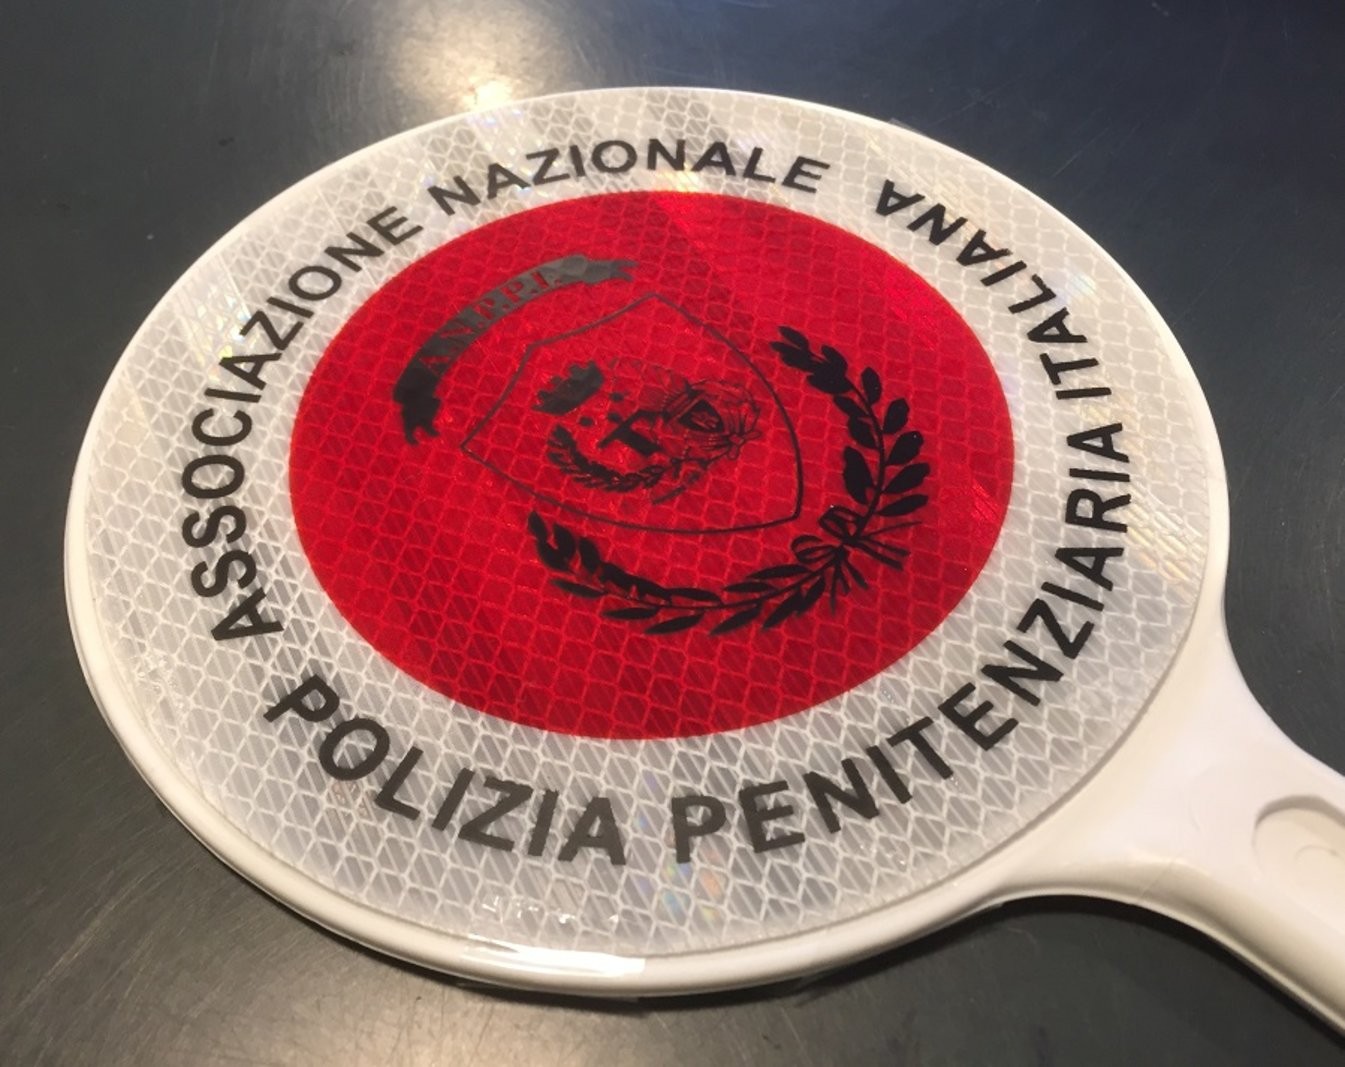 ASSOCIAZIONE NAZIONALE
POLIZIA PENITENZIARIA ITALIANA
A.N.P.P.I.